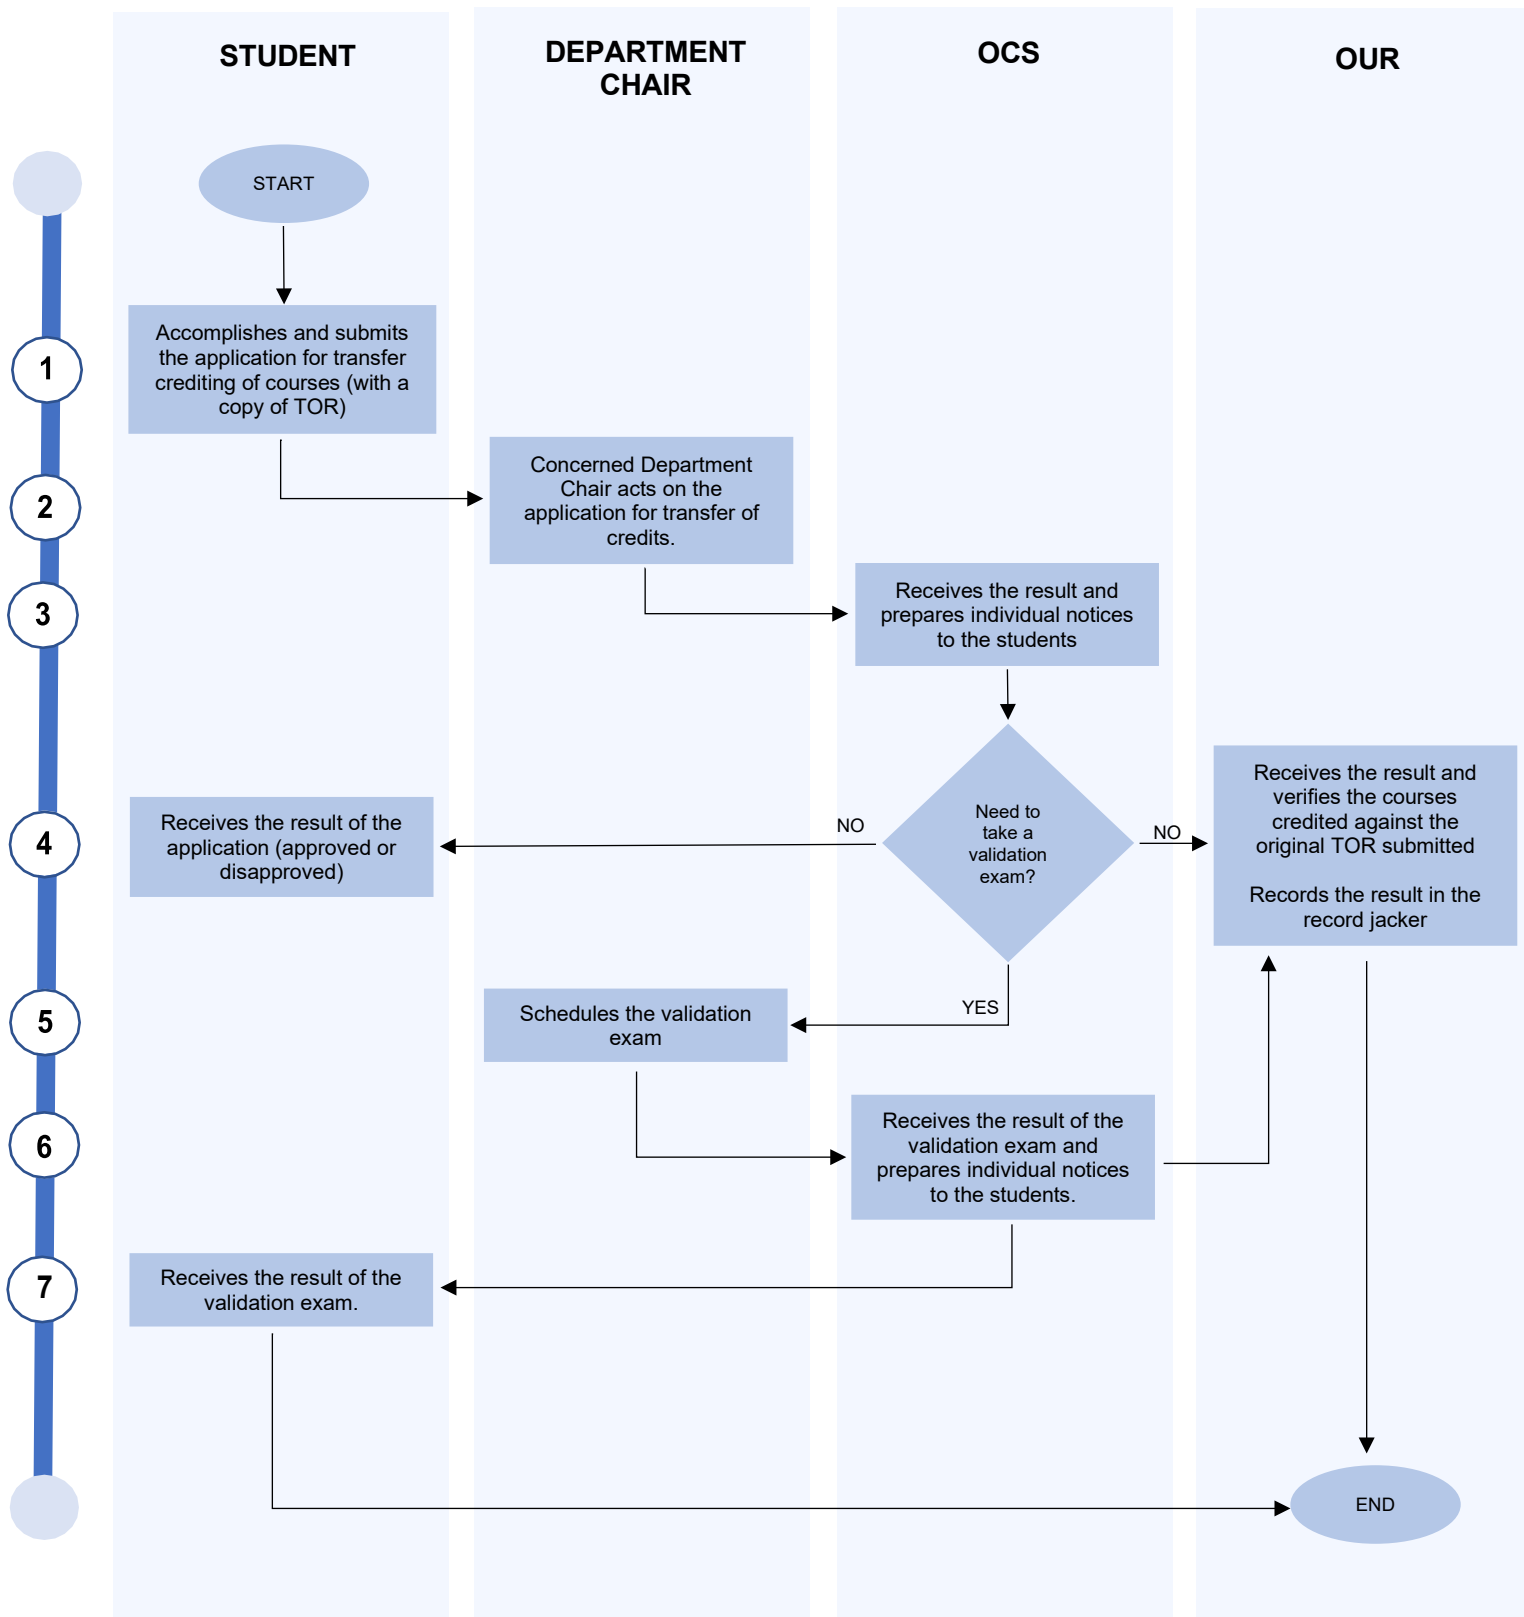 STUDENT
DEPARTMENT
CHAIR
OCS
OUR
START
1
Accomplishes and submits
the application for transfer
crediting of courses (with a
copy of TOR)
2
Concerned Department
Chair acts on the
application for transfer of
credits.
3
Receives the result and
prepares individual notices
to the students
4
Receives the result of the
application (approved or
disapproved)
NO
Need to
take a
validation
exam?
NO
Receives the result and
verifies the courses
credited against the
original TOR submitted
Records the result in the
record jacker
5
Schedules the validation
exam
YES
6
Receives the result of the
validation exam and
prepares individual notices
to the students.
7
Receives the result of the
validation exam.
END